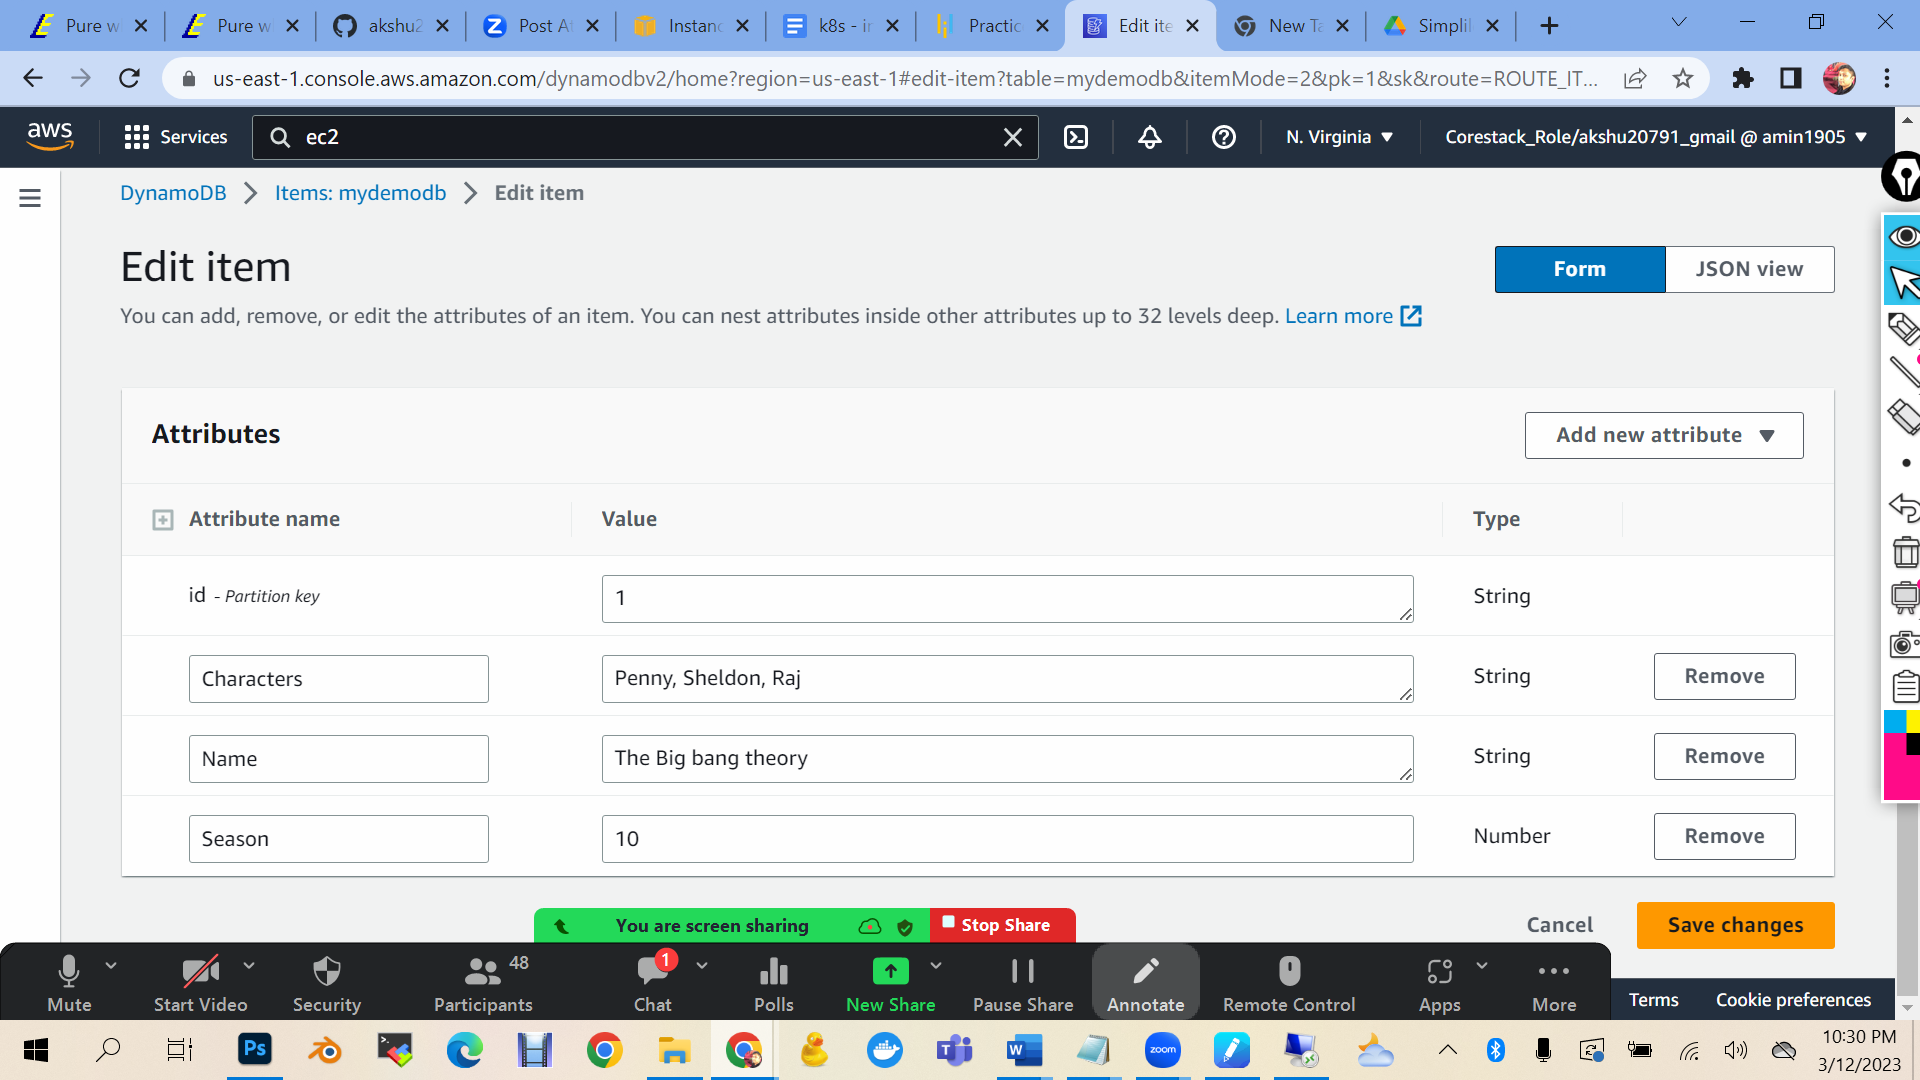 Pure w
Pure w
akshu2
Post At
Instanc
k8s - in
Practic
Edit ite
New Ta
Simplil
us-east-1.console.aws.amazon.com/dynamodbv2/home?region=us-east-1#edit-item?table=mydemodb&itemMode=2&pk=1&sk&route=ROUTE_IT...
aws
Services
ec2
N. Virginia
Corestack_Role/akshu20791_gmail @ amin1905
DynamoDB
Items: mydemodb
Edit item
Edit item
Form
JSON view
You can add, remove, or edit the attributes of an item. You can nest attributes inside other attributes up to 32 levels deep. Learn more
Attributes
Add new attribute
Attribute name
Value
Type
id - Partition key
1
String
Characters
Penny, Sheldon, Raj
String
Remove
Name
The Big bang theory
String
Remove
Season
10
Number
Remove
You are screen sharing
Stop Share
Cancel
Save changes
Mute
Start Video
Security
48
Participants
1
Chat
Polls
New Share
Pause Share
Annotate
Remote Control
Apps
More
Terms
Cookie preferences
Ps
W
zoom
10:30 PM
3/12/2023